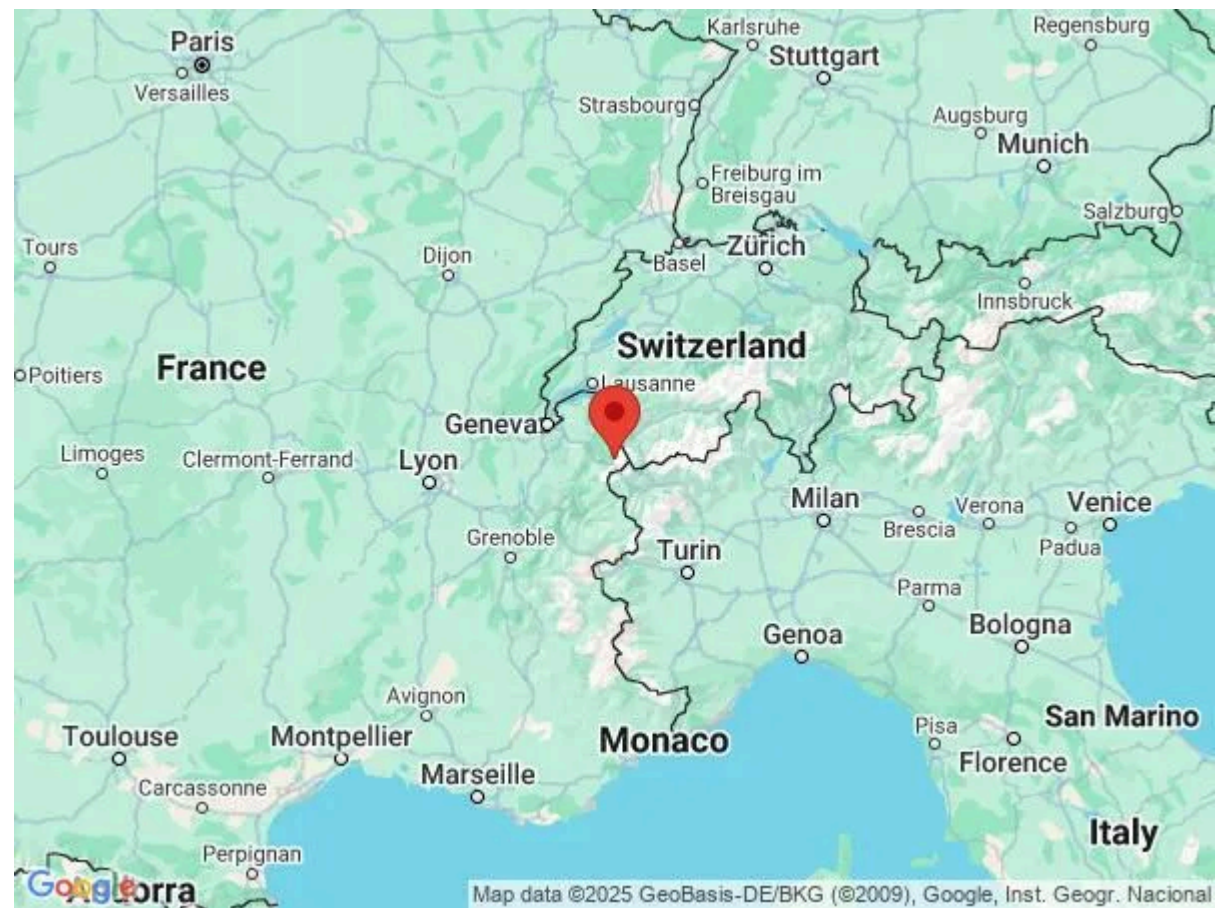 Karlsruhe
Regensburg
Paris
Stuttgart
Versailles
Strasbourg
Augsburg
Munich
Freiburg im
Breisgau
Salzburg
Tours
Dijon
Basel
Zürich
Innsbruck
Switzerland
France
Poitiers
Lausanne
Geneva
Limoges
Clermont-Ferrand
Lyon
Milan
Verona
Venice
Brescia
Padua
Grenoble
Turin
Parma
Genoa
Bologna
Avignon
Pisa
San Marino
Toulouse
Montpellier
Monaco
Florence
Marseille
Carcassonne
Italy
Perpignan
Google
Map data ©2025 GeoBasis-DE/BKG (©2009), Google, Inst. Geogr. Nacional